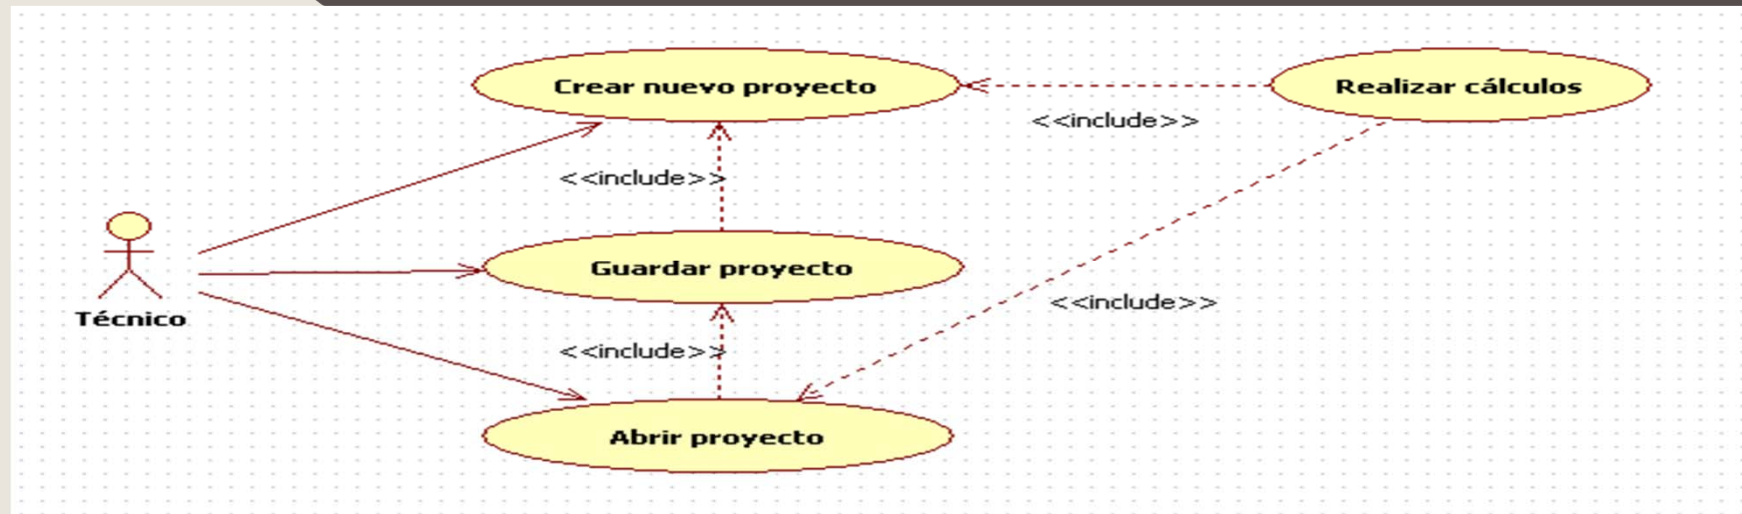 Crear nuevo proyecto
Realizar cálculos
<<include>>
<<include>>
Guardar proyecto
<<include>>
Técnico
<<include>>
Abrir proyecto